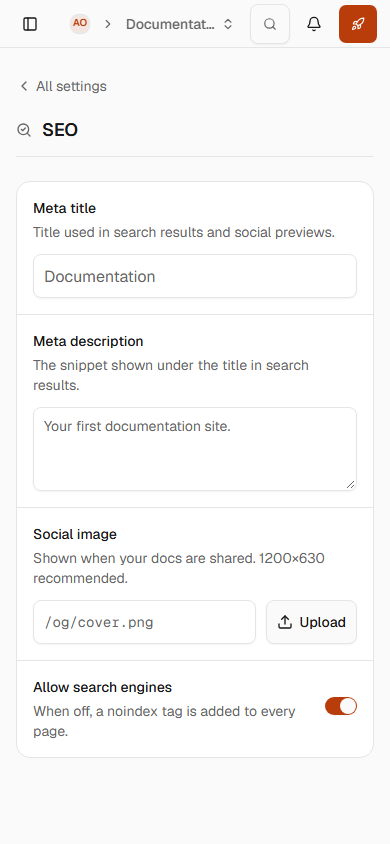 AO
Documentat...
All settings
SEO
Meta title
Title used in search results and social previews.
Documentation
Meta description
The snippet shown under the title in search
results.
Your first documentation site.
Social image
Shown when your docs are shared. 1200×630
recommended.
/og/cover.png
Upload
Allow search engines
When off, a noindex tag is added to every
page.